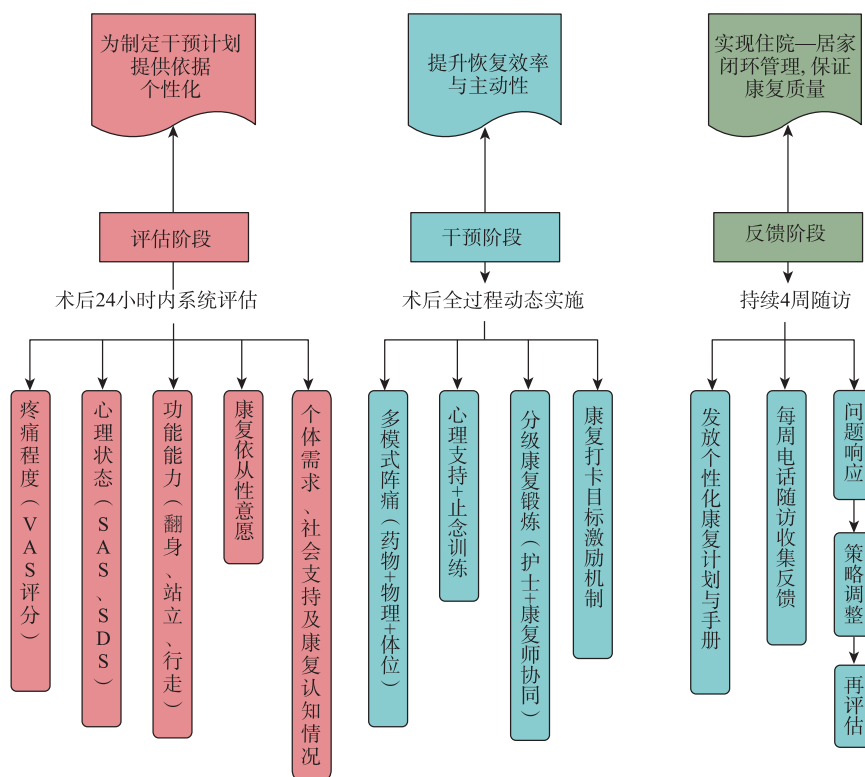 为制定干预计划
提供依据
个性化
提升恢复效率
与主动性
实现住院—居家
闭环管理, 保证
康复质量
评估阶段
干预阶段
反馈阶段
术后24小时内系统评估
术后全过程动态实施
持续4周随访
疼痛程度（VAS评分）
心理状态（SAS、SDS）
功能能力（翻身、站立、行走）
康复依从性意愿
个体需求、社会支持及康复认知情况
多模式阵痛（药物+物理+体位）
心理支持+止念训练
分级康复锻炼（护士+康复师协同）
康复打卡目标激励机制
发放个性化康复计划与手册
每周电话随访收集反馈
问题响应
策略调整
再评估